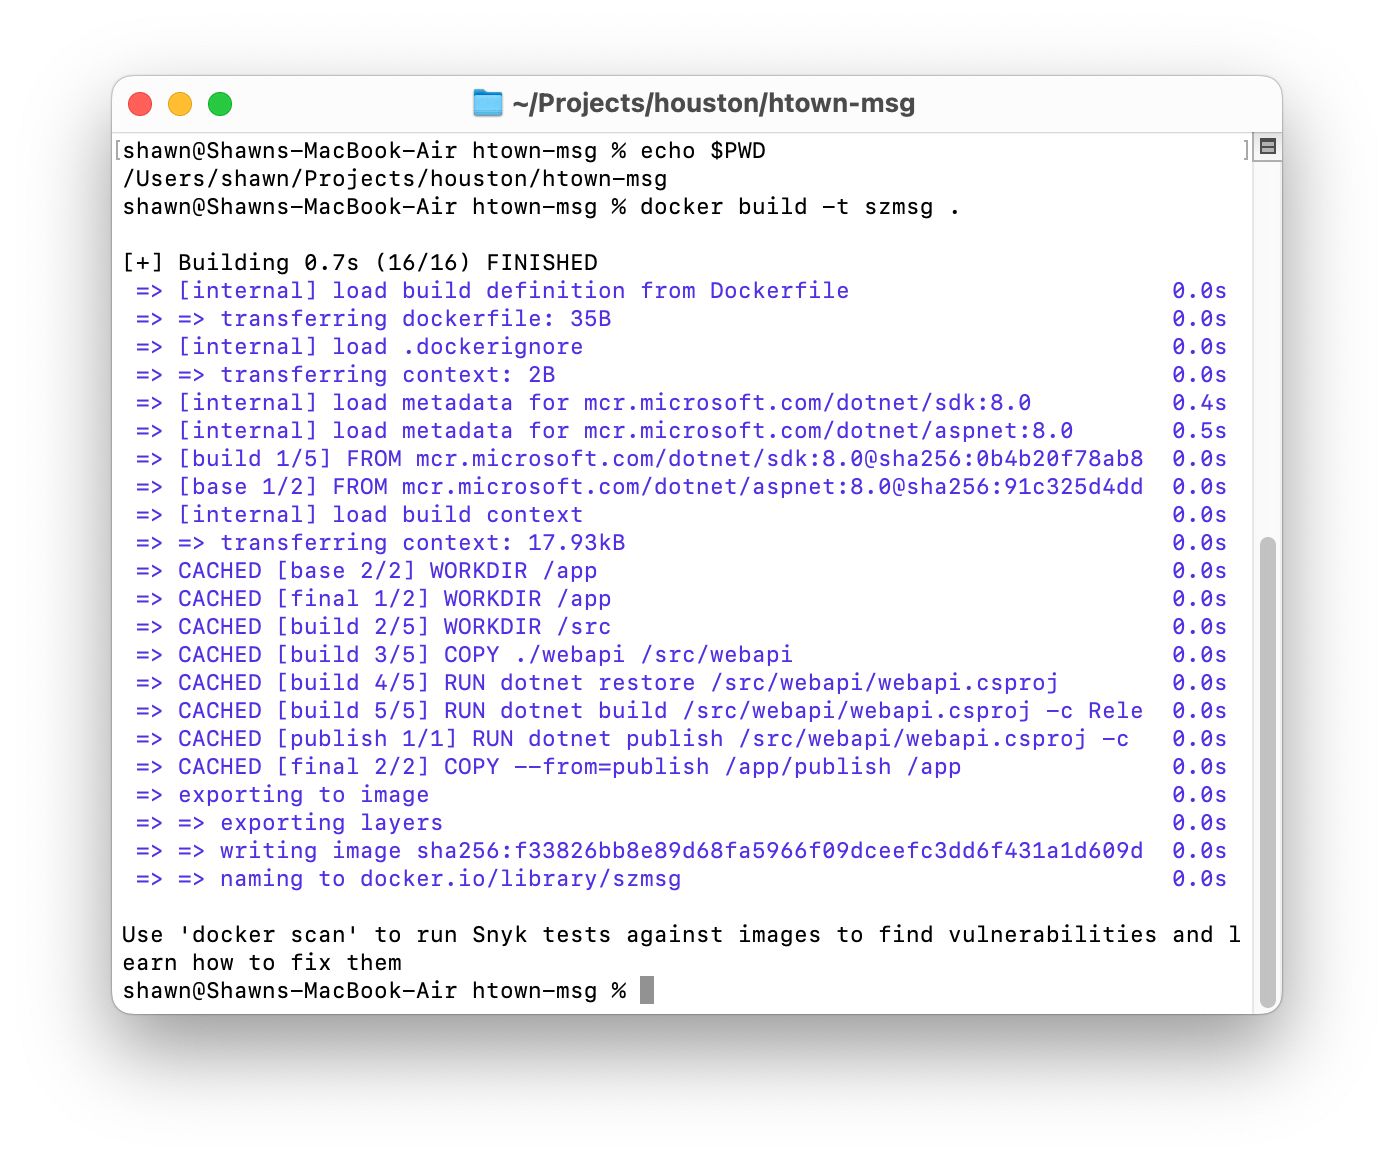 ~/Projects/houston/htown-msg
[shawn@Shawns-MacBook-Air htown-msg % echo $PWD ]
/Users/shawn/Projects/houston/htown-msg
shawn@Shawns-MacBook-Air htown-msg % docker build -t szmsg .
[+] Building 0.7s (16/16) FINISHED
=> [internal] load build definition from Dockerfile 0.0s
=> => transferring dockerfile: 35B 0.0s
=> [internal] load .dockerignore 0.0s
=> => transferring context: 2B 0.0s
=> [internal] load metadata for mcr.microsoft.com/dotnet/sdk:8.0 0.4s
=> [internal] load metadata for mcr.microsoft.com/dotnet/aspnet:8.0 0.5s
=> [build 1/5] FROM mcr.microsoft.com/dotnet/sdk:8.0@sha256:0b4b20f78ab8 0.0s
=> [base 1/2] FROM mcr.microsoft.com/dotnet/aspnet:8.0@sha256:91c325d4dd 0.0s
=> [internal] load build context 0.0s
=> => transferring context: 17.93kB 0.0s
=> CACHED [base 2/2] WORKDIR /app 0.0s
=> CACHED [final 1/2] WORKDIR /app 0.0s
=> CACHED [build 2/5] WORKDIR /src 0.0s
=> CACHED [build 3/5] COPY ./webapi /src/webapi 0.0s
=> CACHED [build 4/5] RUN dotnet restore /src/webapi/webapi.csproj 0.0s
=> CACHED [build 5/5] RUN dotnet build /src/webapi/webapi.csproj -c Rele 0.0s
=> CACHED [publish 1/1] RUN dotnet publish /src/webapi/webapi.csproj -c 0.0s
=> CACHED [final 2/2] COPY --from=publish /app/publish /app 0.0s
=> exporting to image 0.0s
=> => exporting layers 0.0s
=> => writing image sha256:f33826bb8e89d68fa5966f09dceefc3dd6f431a1d609d 0.0s
=> => naming to docker.io/library/szmsg 0.0s
Use 'docker scan' to run Snyk tests against images to find vulnerabilities and l
earn how to fix them
shawn@Shawns-MacBook-Air htown-msg %